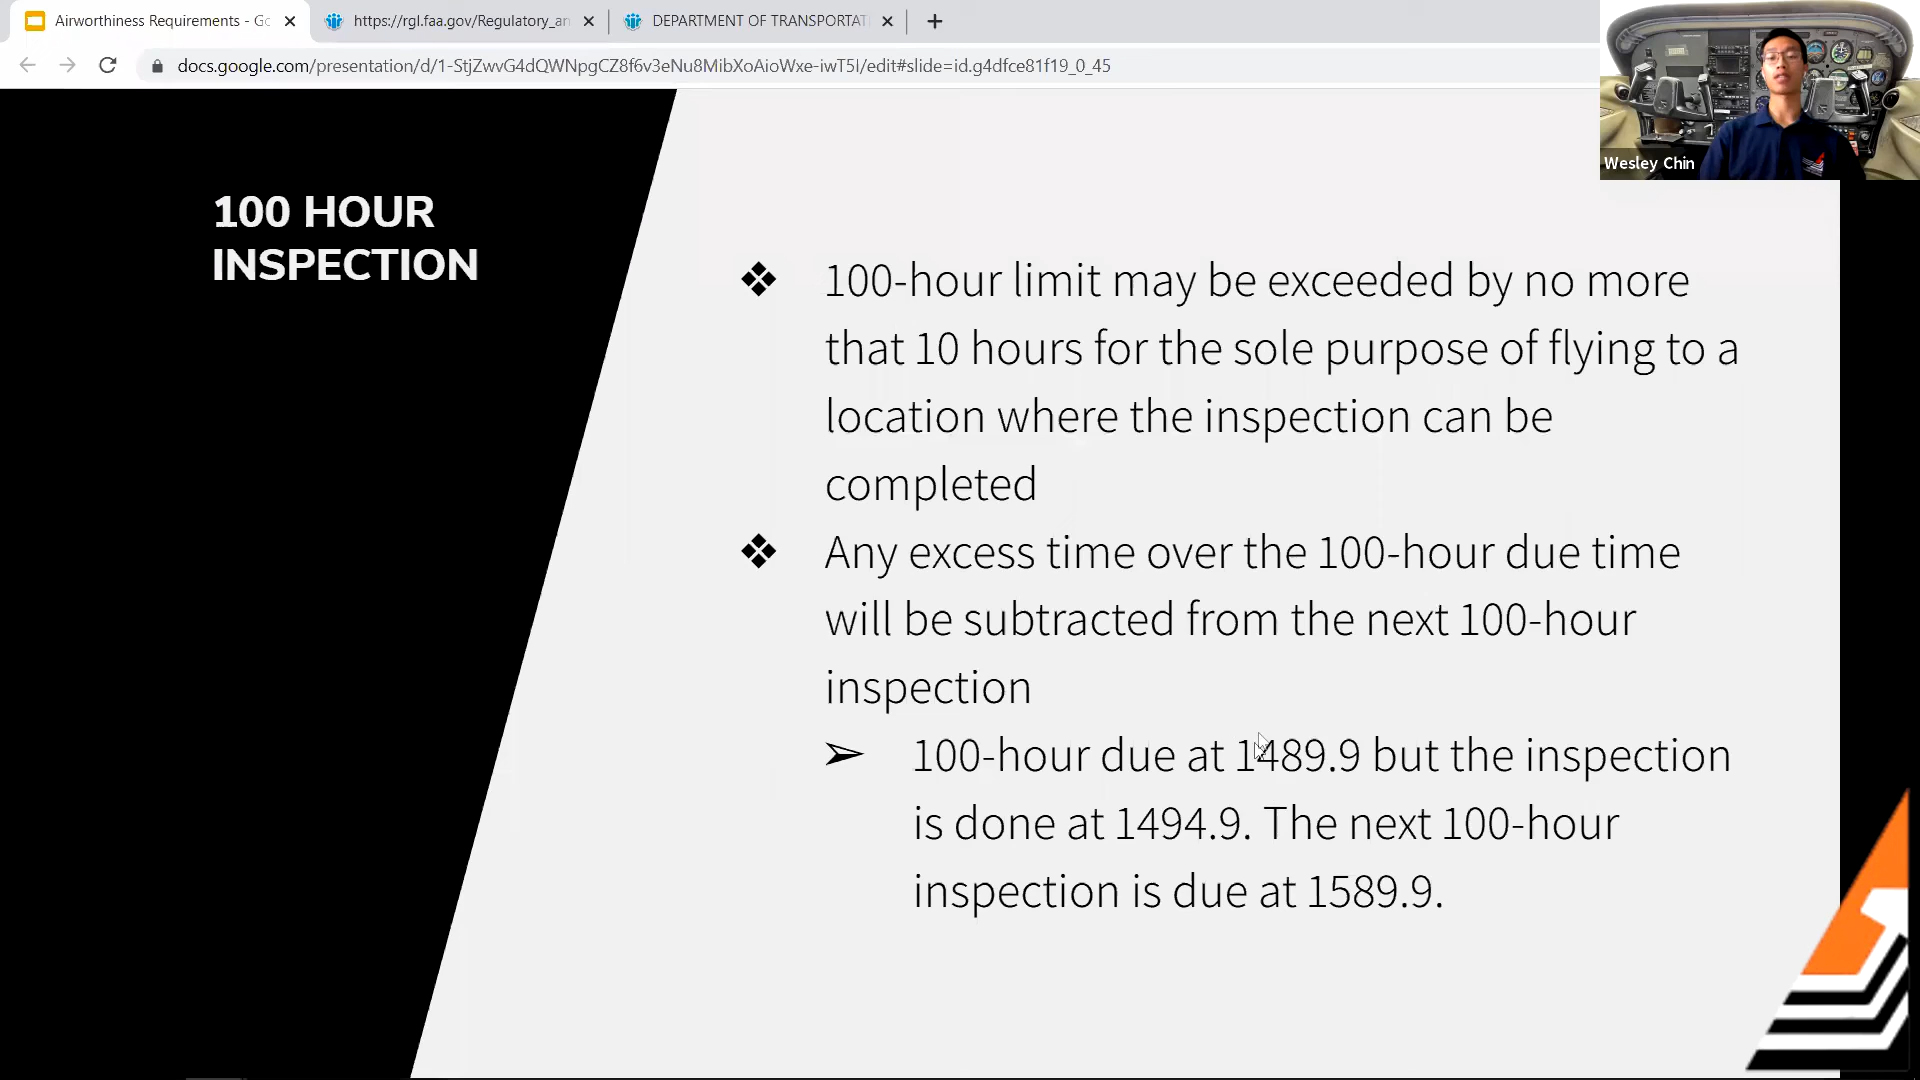 Airworthiness Requirements - Go
https://rgl.faa.gov/Regulatory_an
DEPARTMENT OF TRANSPORTAT
docs.google.com/presentation/d/1-StjZwvG4dQWNpgCZ8f6v3eNu8MibXoAioWxe-iwT5I/edit#slide=id.g4dfce81f19_0_45
Wesley Chin
100 HOUR
INSPECTION
❖ 100-hour limit may be exceeded by no more
that 10 hours for the sole purpose of flying to a
location where the inspection can be
completed
❖ Any excess time over the 100-hour due time
will be subtracted from the next 100-hour
inspection
➢ 100-hour due at 1489.9 but the inspection
is done at 1494.9. The next 100-hour
inspection is due at 1589.9.